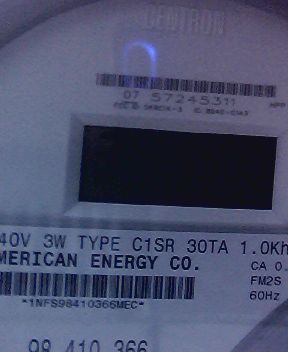 CENTRON
07 57245311
40V 3W TYPE C1SR 30TA 1.0Kh
MERICAN ENERGY CO.
CA 0.
FM2S
60Hz
*1NFS98410366MEC*
99 410 366